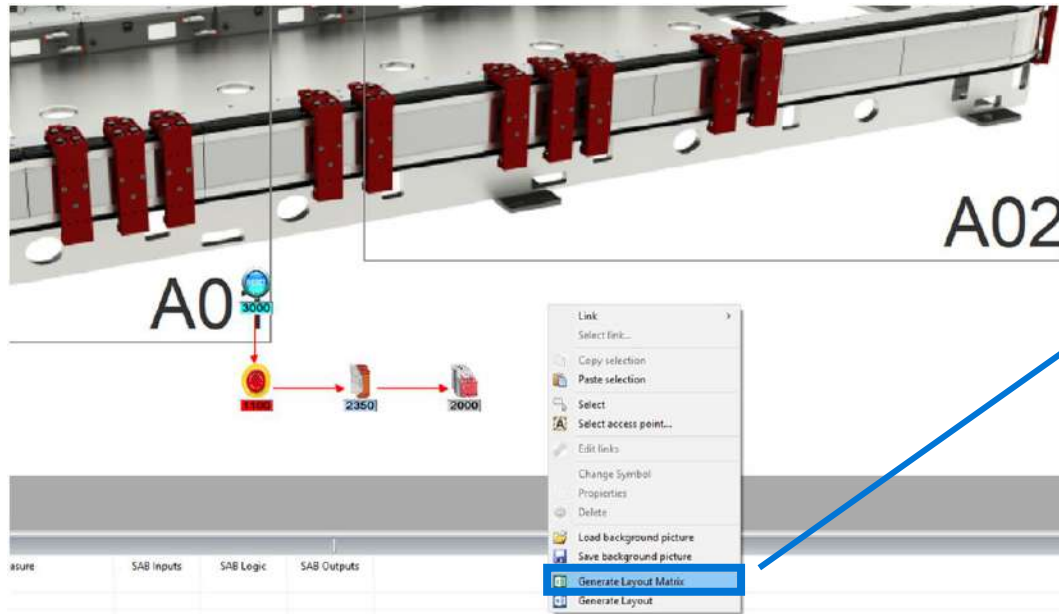 A02
A01
3000
1100
2350
2000
Link
Select link...
Copy selection
Paste selection
Select
Select access point...
Edit links
Change Symbol
Properties
Delete
Load background picture
Save background picture
Generate Layout Matrix
Generate Layout
asure SAB Inputs SAB Logic SAB Outputs